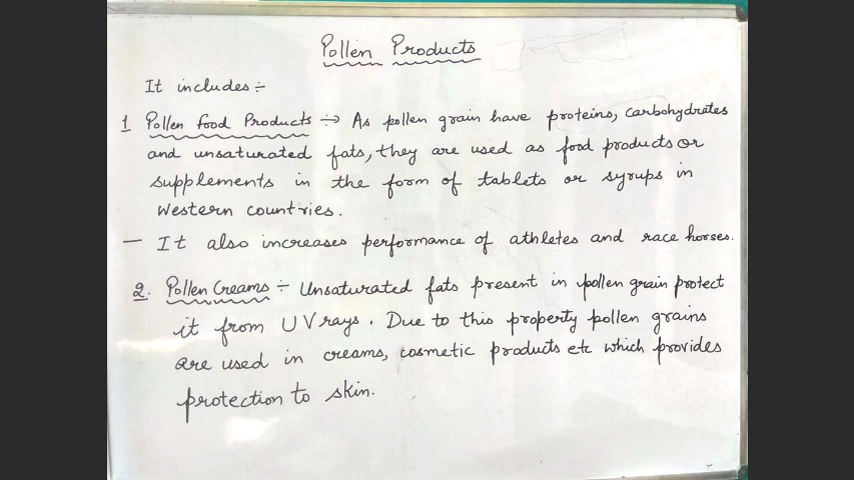 Pollen Products
It includes ÷
1 Pollen food Products ÷> As pollen grain have proteins, carbohydrates
and unsaturated fats, they are used as food products or
supplements in the form of tablets or syrups in
Western countries.
— It also increases performance of athletes and race horses.
2. Pollen Creams ÷ Unsaturated fats present in pollen grain protect
it from UV rays. Due to this property pollen grains
are used in creams, cosmetic products etc which provides
protection to skin.